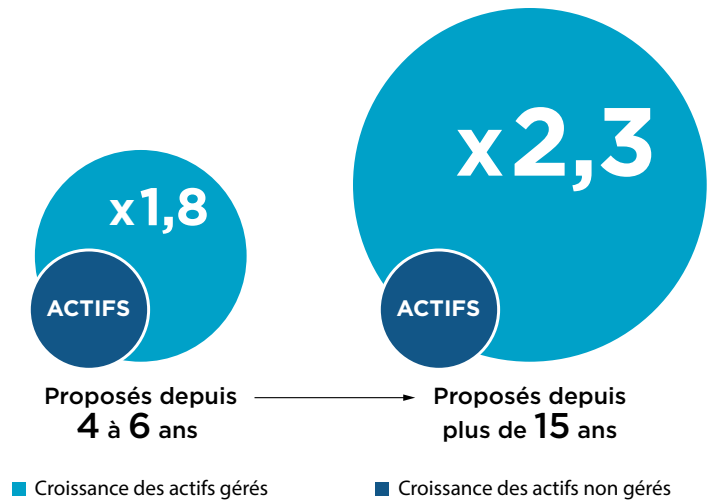 x1,8
x2,3
ACTIFS
ACTIFS
Proposés depuis
4 à 6 ans
Proposés depuis
plus de 15 ans
Croissance des actifs gérés
Croissance des actifs non gérés